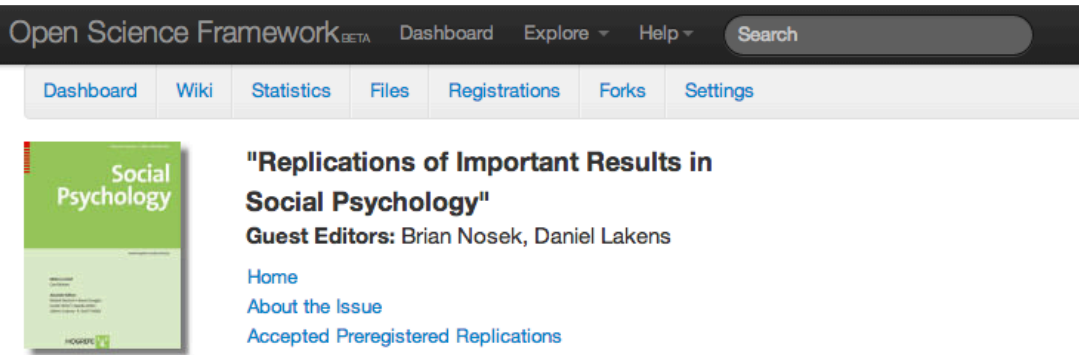 Open Science Framework BETA Dashboard Explore Help Search
Dashboard Wiki Statistics Files Registrations Forks Settings
Social
Psychology
HOGREFE
"Replications of Important Results in
Social Psychology"
Guest Editors: Brian Nosek, Daniel Lakens
Home
About the Issue
Accepted Preregistered Replications